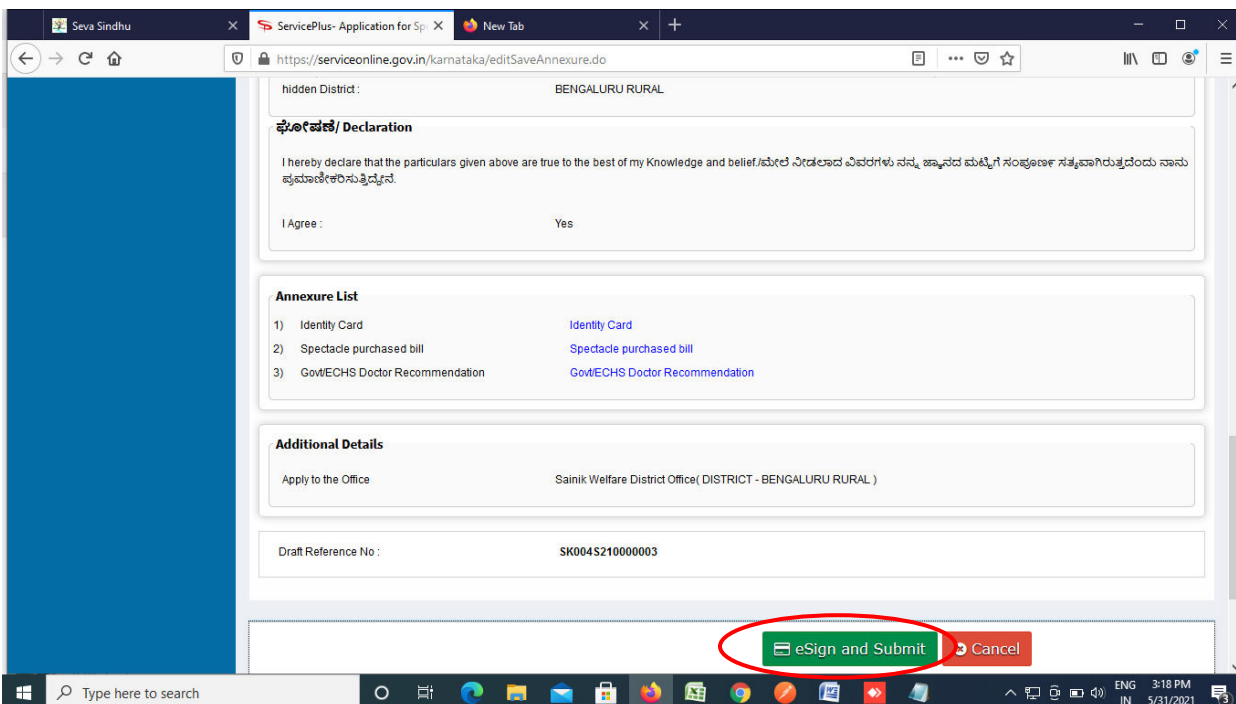 Seva Sindhu
ServicePlus- Application for Sp
New Tab
https://serviceonline.gov.in/karnataka/editSaveAnnexure.do
hidden District : BENGALURU RURAL
ಘೋಷಣೆ/ Declaration
I hereby declare that the particulars given above are true to the best of my Knowledge and belief./ಮೇಲೆ ನೀಡಲಾದ ವಿವರಗಳು ನನ್ನ ಜ್ಞಾನದ ಮಟ್ಟಿಗೆ ಸಂಪೂರ್ಣ ಸತ್ಯವಾಗಿರುತ್ತದೆಂದು ನಾನು
ಪ್ರಮಾಣೀಕರಿಸುತ್ತಿದ್ದೇನೆ.
I Agree : Yes
Annexure List
1) Identity Card Identity Card
2) Spectacle purchased bill Spectacle purchased bill
3) Govt/ECHS Doctor Recommendation Govt/ECHS Doctor Recommendation
Additional Details
Apply to the Office Sainik Welfare District Office( DISTRICT - BENGALURU RURAL )
Draft Reference No : SK004S210000003
eSign and Submit Cancel
Type here to search
ENG 3:18 PM
IN 5/31/2021
3